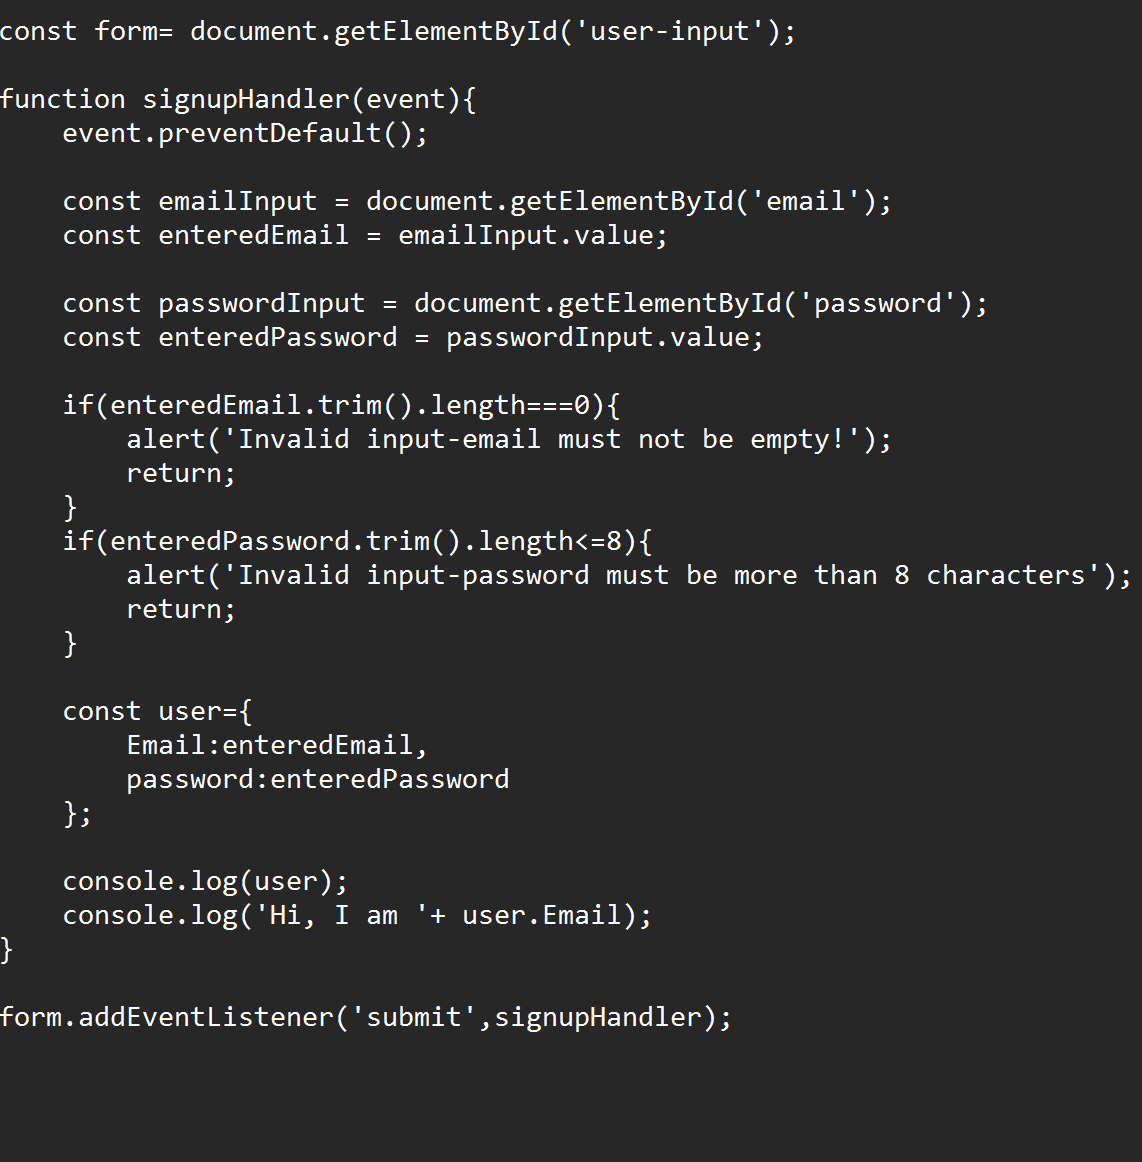 const form= document.getElementById('user-input');

function signupHandler(event){
    event.preventDefault();

    const emailInput = document.getElementById('email');
    const enteredEmail = emailInput.value;

    const passwordInput = document.getElementById('password');
    const enteredPassword = passwordInput.value;

    if(enteredEmail.trim().length===0){
        alert('Invalid input-email must not be empty!');
        return;
    }
    if(enteredPassword.trim().length<=8){
        alert('Invalid input-password must be more than 8 characters');
        return;
    }

    const user={
        Email:enteredEmail,
        password:enteredPassword
    };

    console.log(user);
    console.log('Hi, I am '+ user.Email);
}

form.addEventListener('submit',signupHandler);